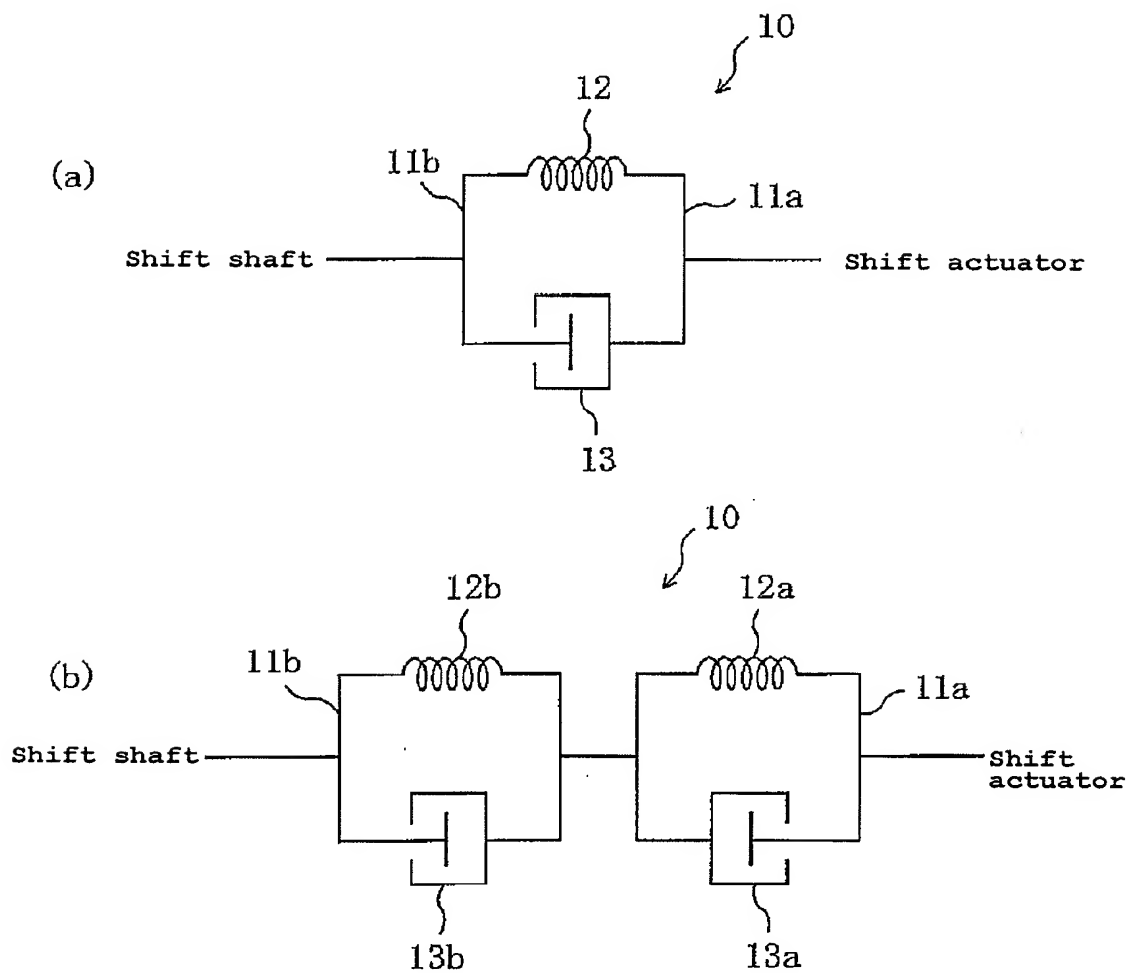 10
12
(a)
11b
11a
Shift shaft
Shift actuator
13
10
12b
12a
(b)
11b
11a
Shift shaft
Shift
actuator
13b
13a